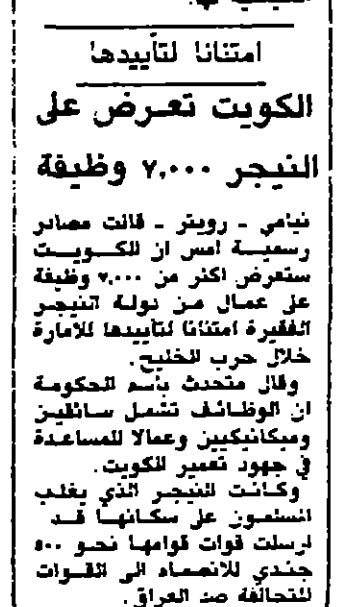 امتنانا لتأييدها
الكويت تعرض على
النيجر ٧,٠٠٠ وظيفة
نيامي - رويتر - قالت مصادر
رسمية امس ان الكويت
ستعرض اكثر من ٧,٠٠٠ وظيفة
على عمال من دولة النيجر
الفقيرة امتنانا لتأييدها للامارة
خلال حرب الخليج.
وقال متحدث باسم الحكومة
ان الوظائف تشمل سائقين
وميكانيكيين وعمالا للمساعدة
في جهود تعمير الكويت.
وكانت النيجر الذي يغلب
المسلمون على سكانها قد
ارسلت قوات قوامها نحو ٥٠٠
جندي للانضمام الى القوات
المتحالفة ضد العراق.